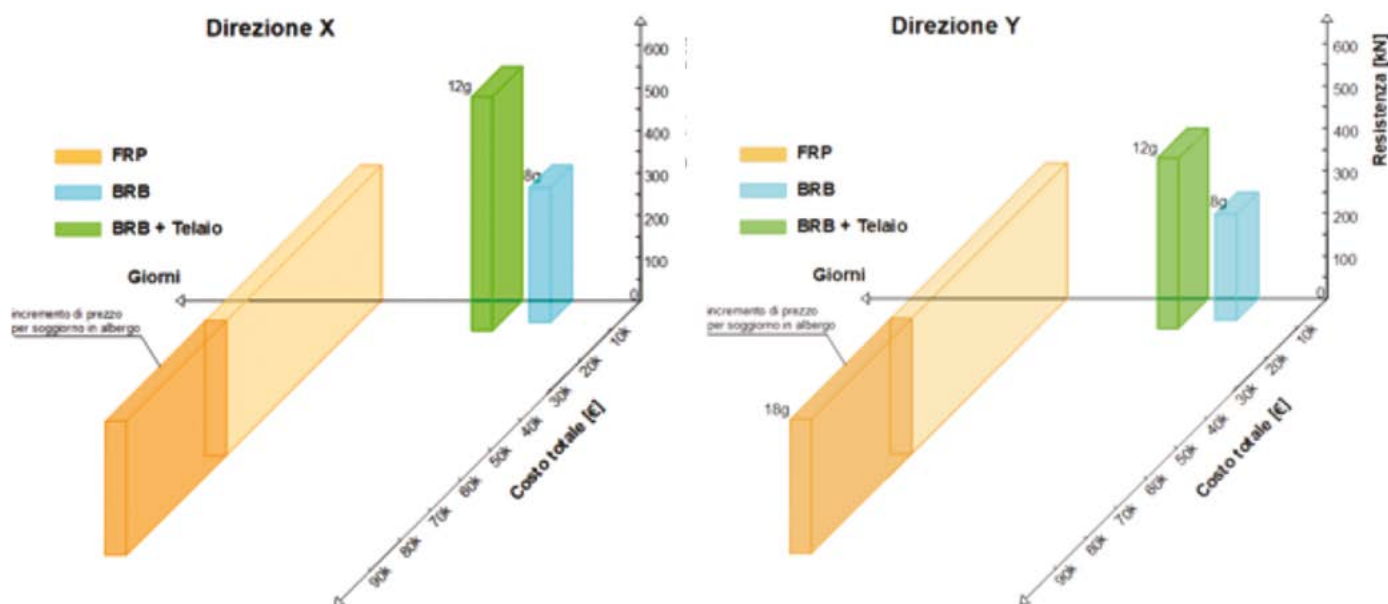 Direzione X
600
500
400
300
200
100
0
12g
8g
FRP
BRB
BRB + Telaio
Giorni
incremento di prezzo
per soggiorno in albergo
10k
20k
30k
40k
50k
60k
70k
80k
90k
Costo totale [€]
Direzione Y
600
500
400
300
200
100
0
Resistenza [kN]
12g
8g
FRP
BRB
BRB + Telaio
Giorni
incremento di prezzo
per soggiorno in albergo
18g
10k
20k
30k
40k
50k
60k
70k
80k
90k
Costo totale [€]